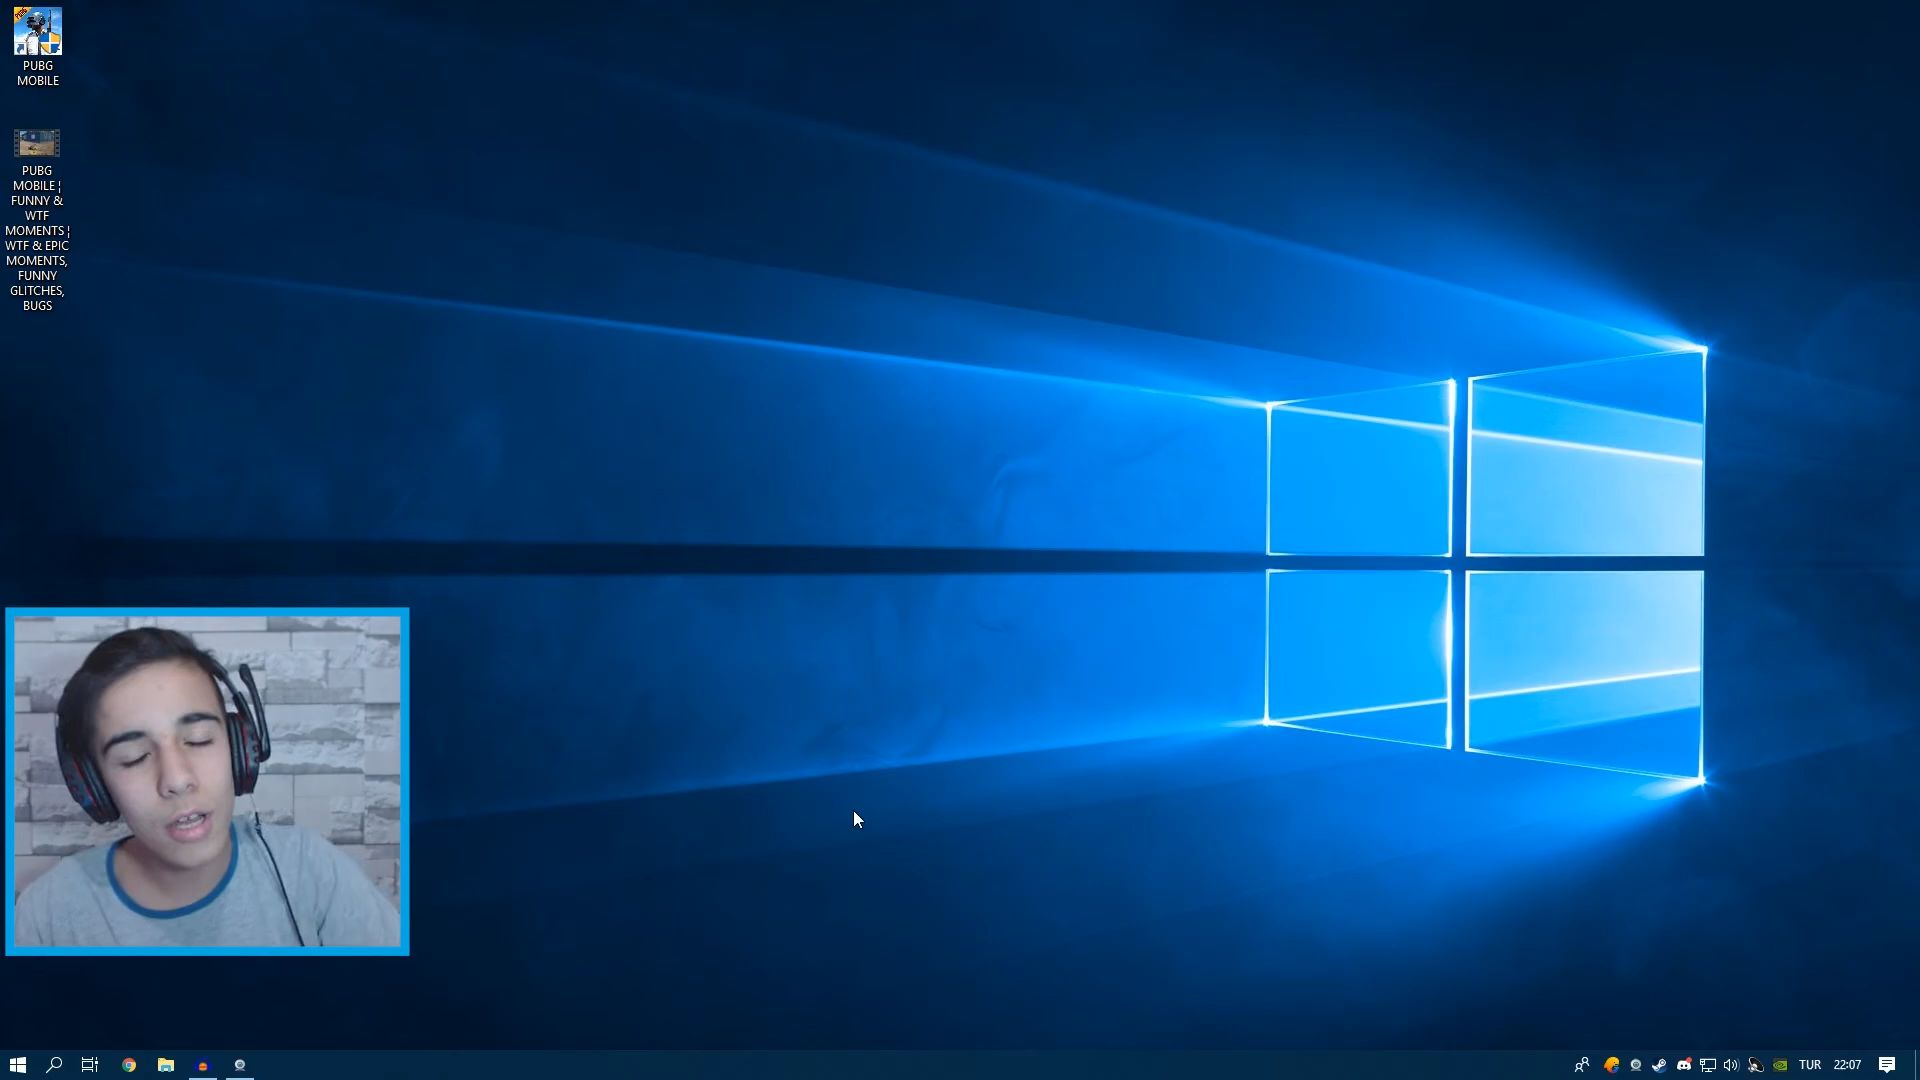 PUBG
MOBILE
PUBG
MOBILE ¦
FUNNY &
WTF
MOMENTS ¦
WTF & EPIC
MOMENTS,
FUNNY
GLITCHES,
BUGS
TUR
22:07